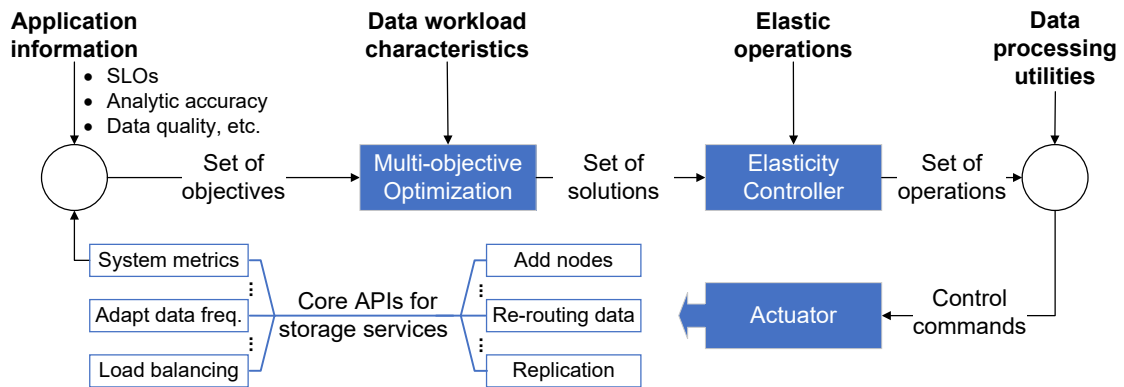 Application
information
Data workload
characteristics
Elastic
operations
Data
processing
utilities
• SLOs
• Analytic accuracy
• Data quality, etc.
Set of
objectives
Multi-objective
Optimization
Set of
solutions
Elasticity
Controller
Set of
operations
System metrics
Adapt data freq.
Load balancing
Core APIs for
storage services
Add nodes
Re-routing data
Replication
Actuator
Control
commands